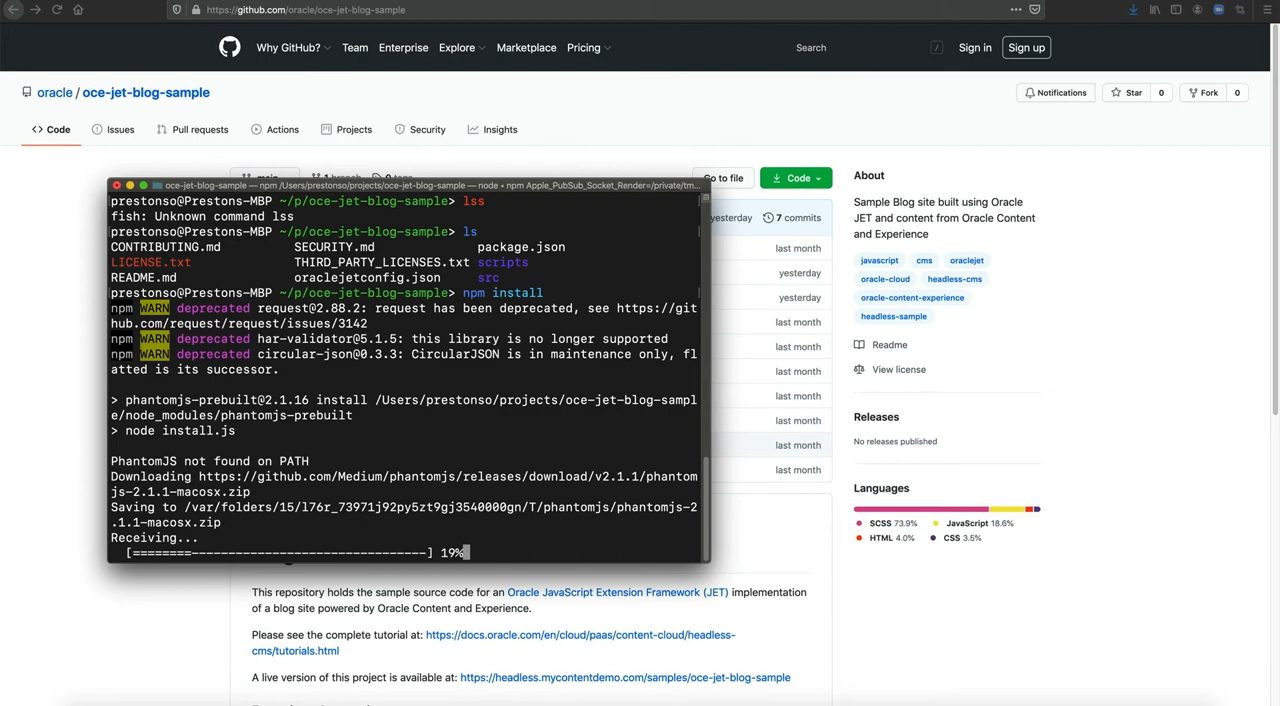 https://github.com/oracle/oce-jet-blog-sample
Why GitHub? Team Enterprise Explore Marketplace Pricing Search / Sign in Sign up
oracle / oce-jet-blog-sample
Notifications Star 0 Fork 0
Code Issues Pull requests Actions Projects Security Insights
Go to file Code
yesterday 7 commits
last month
yesterday
yesterday
last month
last month
last month
last month
last month
last month
last month
oce-jet-blog-sample — npm /Users/prestonso/projects/oce-jet-blog-sample — node • npm Apple_PubSub_Socket_Render=/private/tm...
prestonso@Prestons-MBP ~/p/oce-jet-blog-sample> lss
fish: Unknown command lss
prestonso@Prestons-MBP ~/p/oce-jet-blog-sample> ls
CONTRIBUTING.md SECURITY.md package.json
LICENSE.txt THIRD_PARTY_LICENSES.txt scripts
README.md oraclejetconfig.json src
prestonso@Prestons-MBP ~/p/oce-jet-blog-sample> npm install
npm WARN deprecated request@2.88.2: request has been deprecated, see https://git
hub.com/request/request/issues/3142
npm WARN deprecated har-validator@5.1.5: this library is no longer supported
npm WARN deprecated circular-json@0.3.3: CircularJSON is in maintenance only, fl
atted is its successor.
> phantomjs-prebuilt@2.1.16 install /Users/prestonso/projects/oce-jet-blog-sampl
e/node_modules/phantomjs-prebuilt
> node install.js
PhantomJS not found on PATH
Downloading https://github.com/Medium/phantomjs/releases/download/v2.1.1/phantom
js-2.1.1-macosx.zip
Saving to /var/folders/15/l76r_73971j92py5zt9gj3540000gn/T/phantomjs/phantomjs-2
.1.1-macosx.zip
Receiving...
[========--------------------------------] 19%
This repository holds the sample source code for an Oracle JavaScript Extension Framework (JET) implementation
of a blog site powered by Oracle Content and Experience.
Please see the complete tutorial at: https://docs.oracle.com/en/cloud/paas/content-cloud/headless-
cms/tutorials.html
A live version of this project is available at: https://headless.mycontentdemo.com/samples/oce-jet-blog-sample
About
Sample Blog site built using Oracle
JET and content from Oracle Content
and Experience
javascript cms oraclejet
oracle-cloud headless-cms
oracle-content-experience
headless-sample
Readme
View license
Releases
No releases published
Languages
SCSS 73.9% JavaScript 18.6%
HTML 4.0% CSS 3.5%